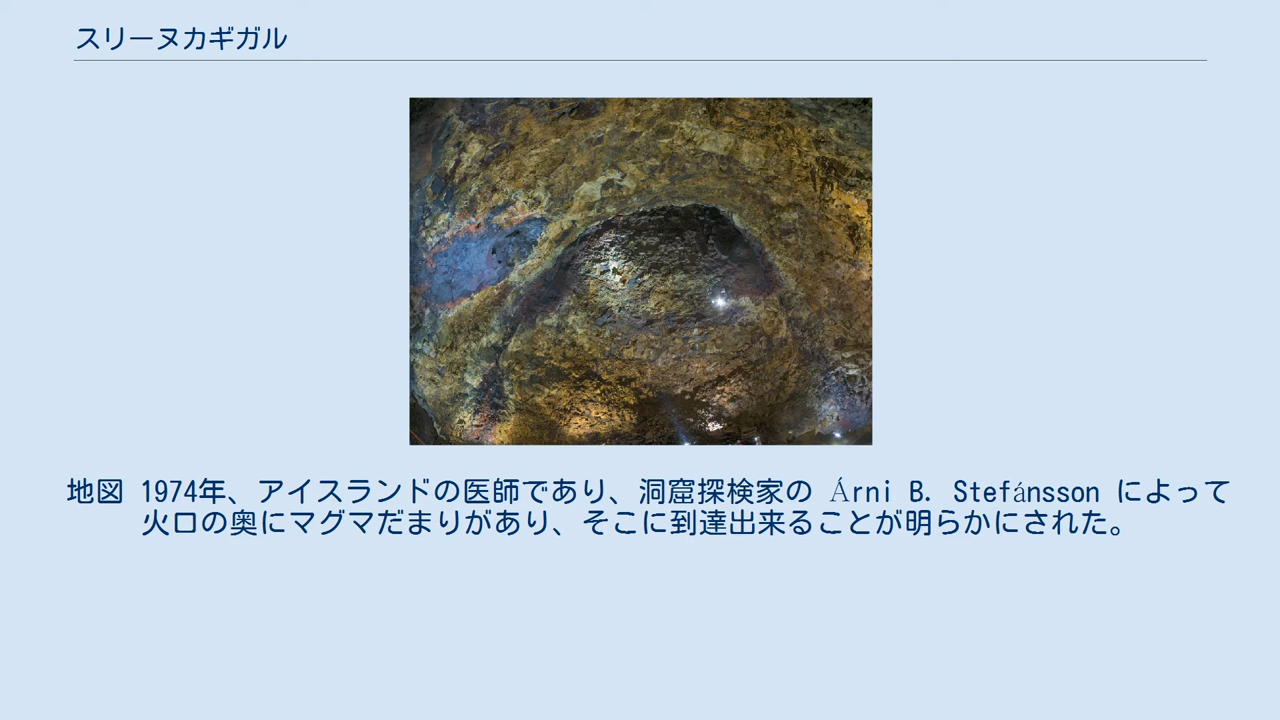 スリーヌカギガル
地図 1974年、アイスランドの医師であり、洞窟探検家の Árni B. Stefánsson によって
火口の奥にマグマだまりがあり、そこに到達出来ることが明らかにされた。